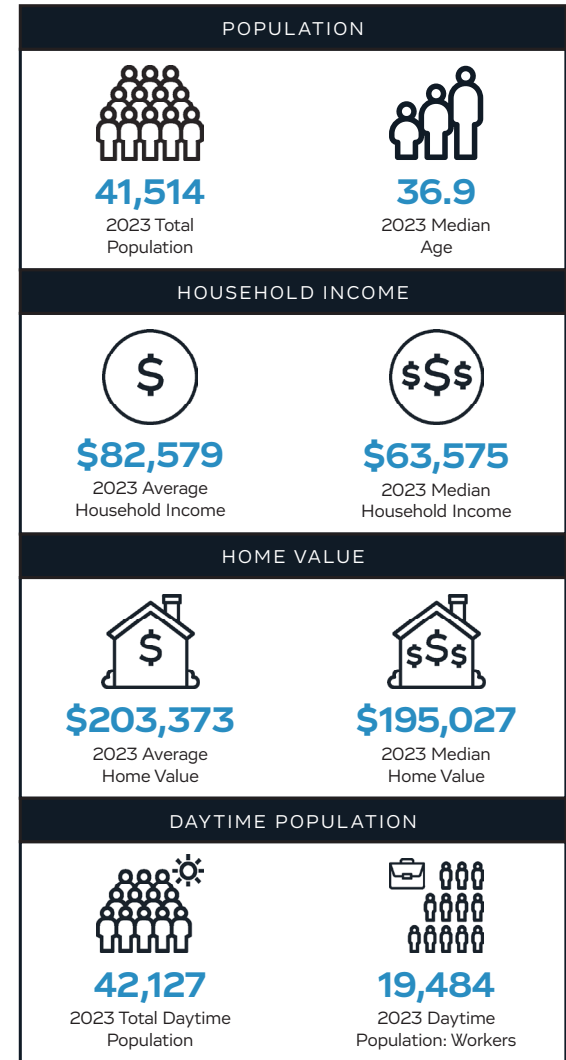 POPULATION
41,514
2023 Total
Population
36.9
2023 Median
Age
HOUSEHOLD INCOME
$
$82,579
2023 Average
Household Income
$$$
$63,575
2023 Median
Household Income
HOME VALUE
$
$203,373
2023 Average
Home Value
$$$
$195,027
2023 Median
Home Value
DAYTIME POPULATION
42,127
2023 Total Daytime
Population
19,484
2023 Daytime
Population: Workers